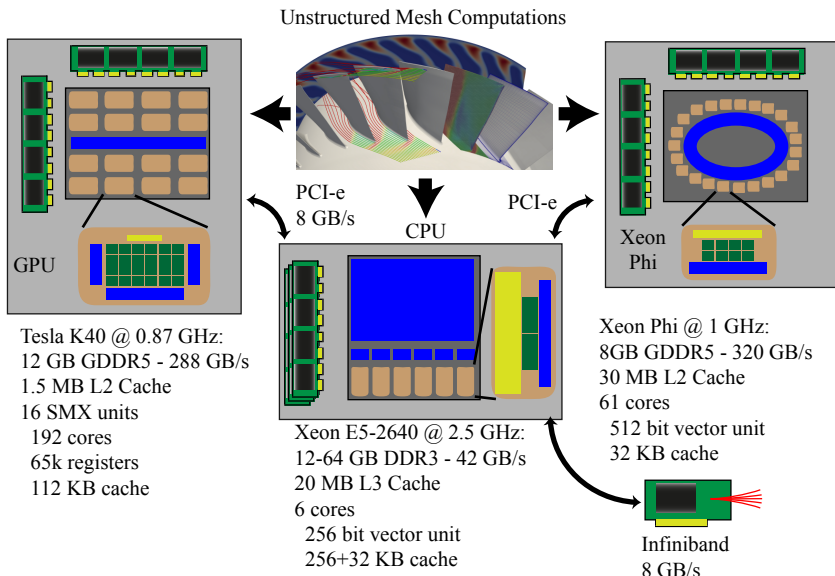 Unstructured Mesh Computations
PCI-e
8 GB/s
PCI-e
CPU
GPU
Xeon
Phi
Tesla K40 @ 0.87 GHz:
12 GB GDDR5 - 288 GB/s
1.5 MB L2 Cache
16 SMX units
192 cores
65k registers
112 KB cache
Xeon E5-2640 @ 2.5 GHz:
12-64 GB DDR3 - 42 GB/s
20 MB L3 Cache
6 cores
256 bit vector unit
256+32 KB cache
Xeon Phi @ 1 GHz:
8GB GDDR5 - 320 GB/s
30 MB L2 Cache
61 cores
512 bit vector unit
32 KB cache
Infiniband
8 GB/s